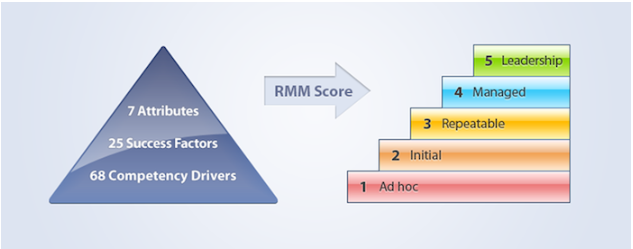 7 Attributes
25 Success Factors
68 Competency Drivers
RMM Score
5 Leadership
4 Managed
3 Repeatable
2 Initial
1 Ad hoc